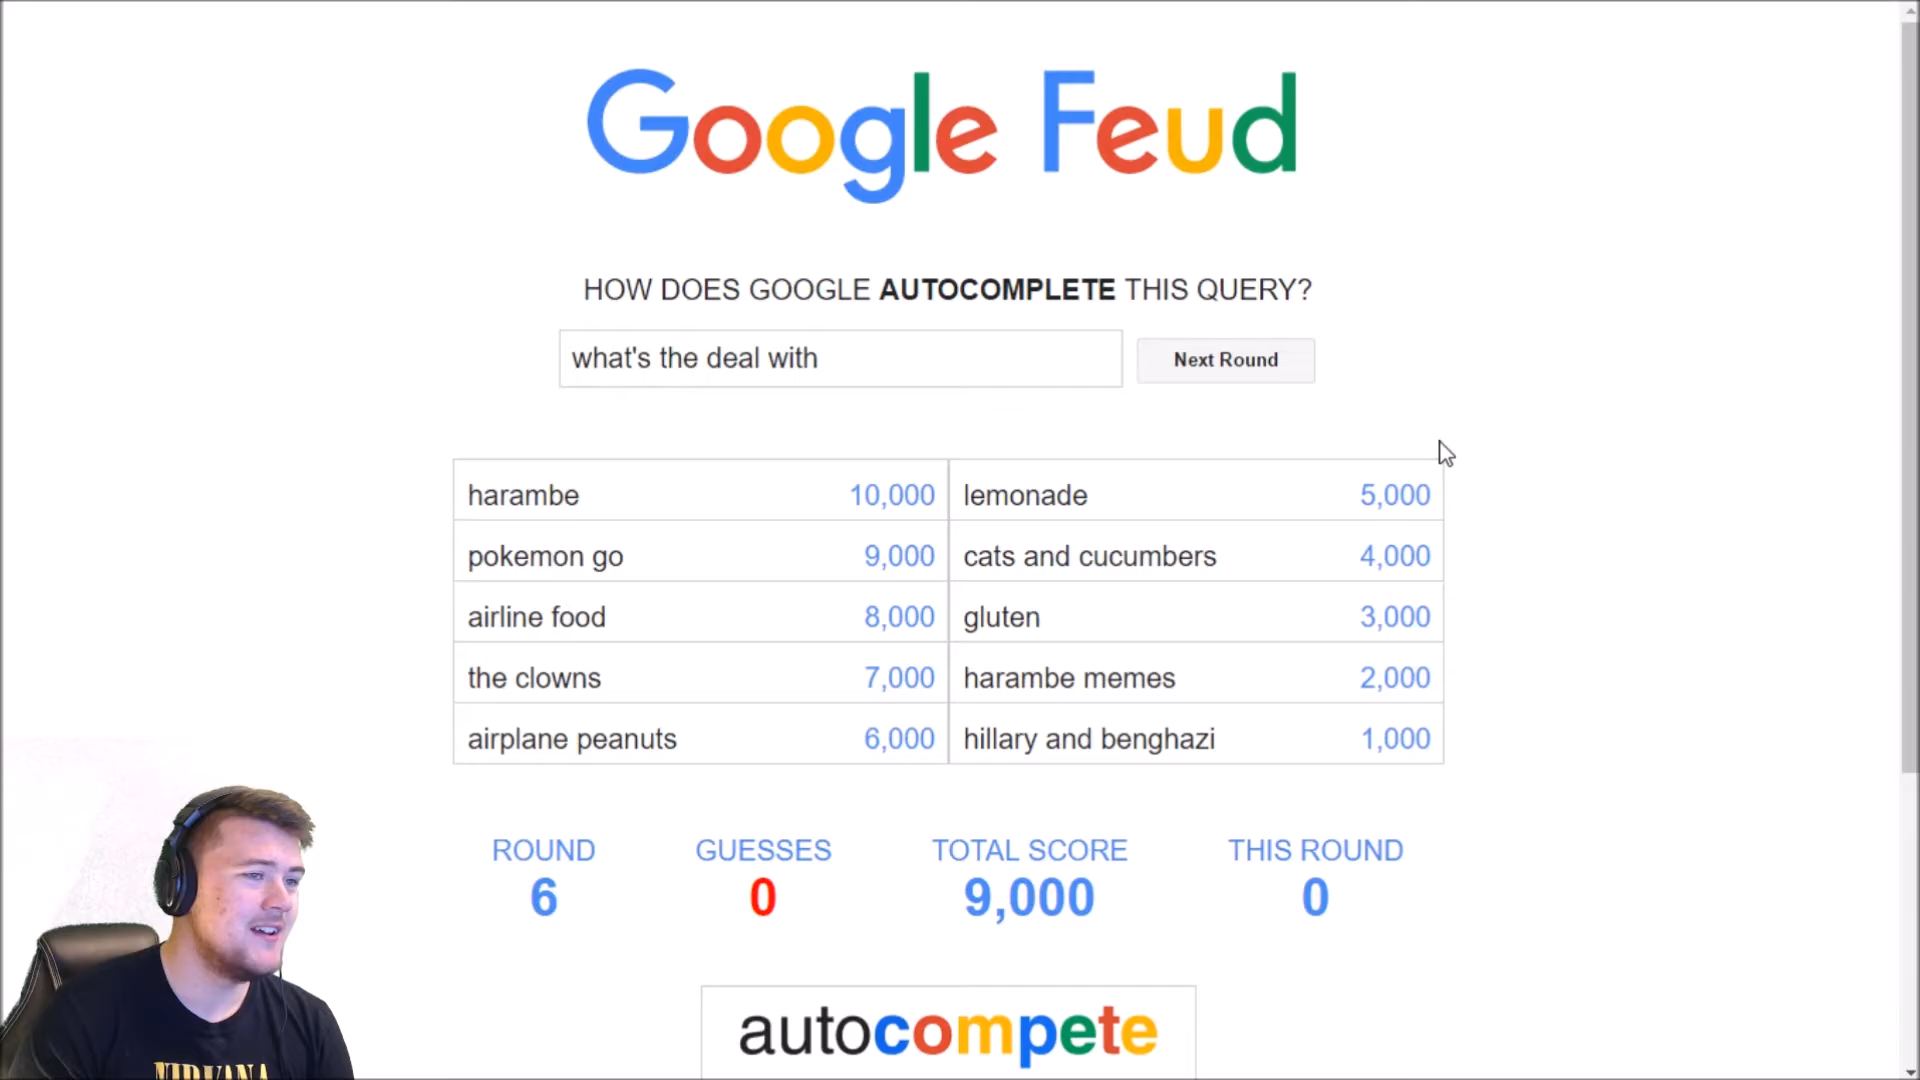 Google Feud
HOW DOES GOOGLE AUTOCOMPLETE THIS QUERY?
what's the deal with
Next Round
harambe 10,000 lemonade 5,000
pokemon go 9,000 cats and cucumbers 4,000
airline food 8,000 gluten 3,000
the clowns 7,000 harambe memes 2,000
airplane peanuts 6,000 hillary and benghazi 1,000
ROUND GUESSES TOTAL SCORE THIS ROUND
6 0 9,000 0
autocompete
NIRVANA